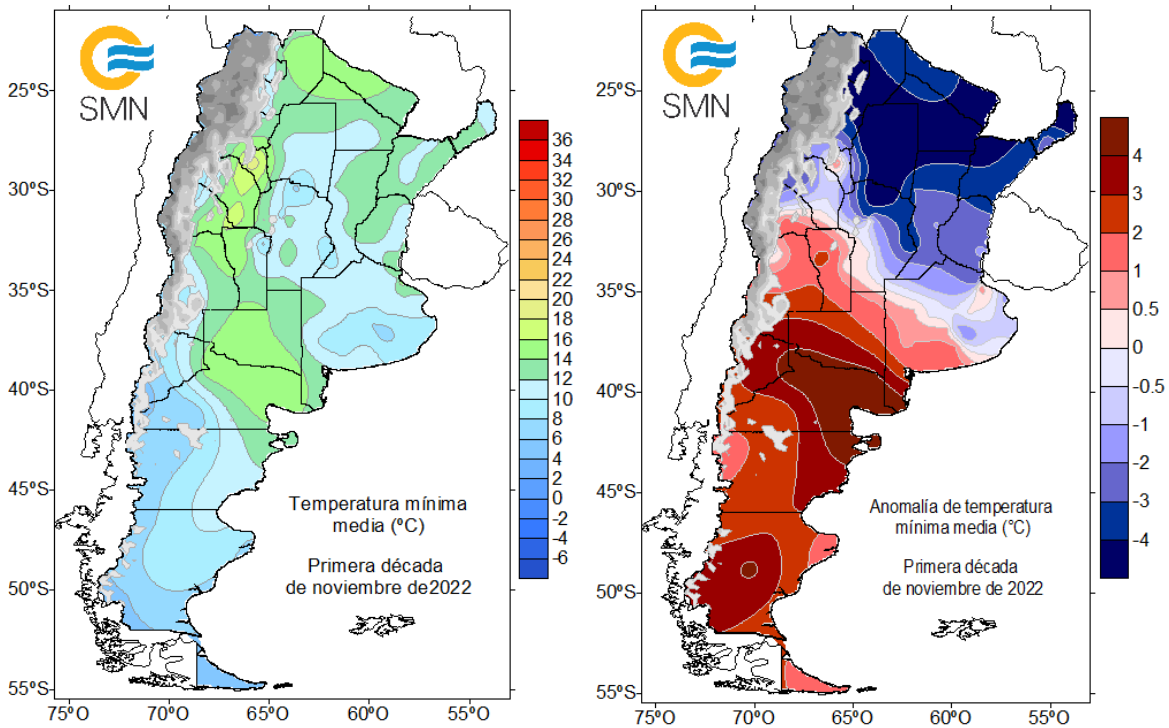 SMN
25ºS
30ºS
35ºS
40ºS
45ºS
50ºS
55ºS
75ºO
70ºO
65ºO
60ºO
55ºO
Temperatura mínima
media (ºC)
Primera década
de noviembre de 2022
36
34
32
30
28
26
24
22
20
18
16
14
12
10
8
6
4
2
0
-2
-4
-6
SMN
25ºS
30ºS
35ºS
40ºS
45ºS
50ºS
55ºS
75ºO
70ºO
65ºO
60ºO
55ºO
Anomalía de temperatura
mínima media (°C)
Primera década
de noviembre de 2022
4
3
2
1
0.5
0
-0.5
-1
-2
-3
-4